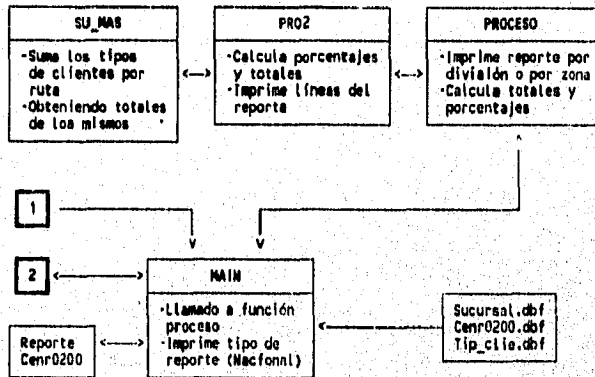 SU_MAS
-Suma los tipos
de clientes por
ruta
-Obteniendo totales
de los mismos
PRO2
-Calcula porcentajes
y totales
-Imprime líneas del
reporte
PROCESO
-Imprime reporte por
división o por zona
-Calcula totales y
porcentajes
1
2
MAIN
-Llamado a función
proceso
-Imprime tipo de
reporte (Nacionnl)
Reporte
Cenr0200
Sucursal.dbf
Cenr0200.dbf
Tip_clie.dbf